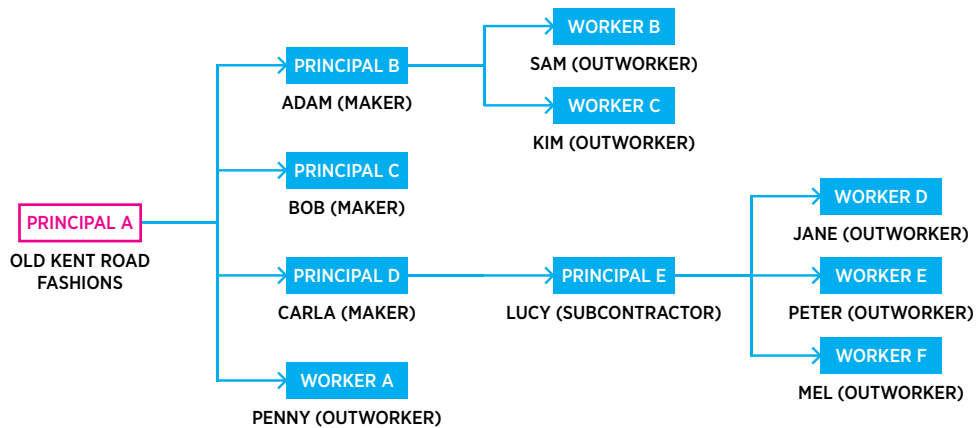 PRINCIPAL A
OLD KENT ROAD
FASHIONS
PRINCIPAL B
ADAM (MAKER)
PRINCIPAL C
BOB (MAKER)
PRINCIPAL D
CARLA (MAKER)
WORKER A
PENNY (OUTWORKER)
WORKER B
SAM (OUTWORKER)
WORKER C
KIM (OUTWORKER)
PRINCIPAL E
LUCY (SUBCONTRACTOR)
WORKER D
JANE (OUTWORKER)
WORKER E
PETER (OUTWORKER)
WORKER F
MEL (OUTWORKER)